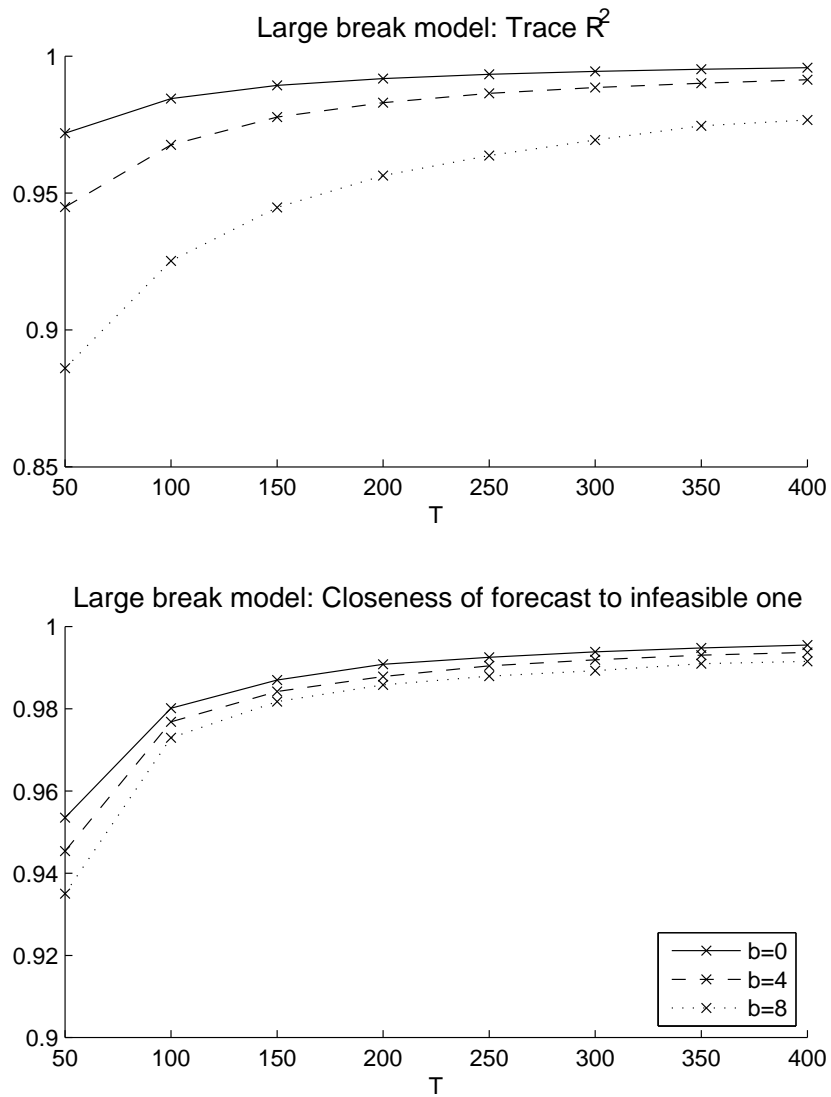 Large break model: Trace R²
1
0.95
0.9
0.85
50 100 150 200 250 300 350 400
T
Large break model: Closeness of forecast to infeasible one
1
0.98
0.96
0.94
0.92
0.9
b=0
b=4
b=8
50 100 150 200 250 300 350 400
T